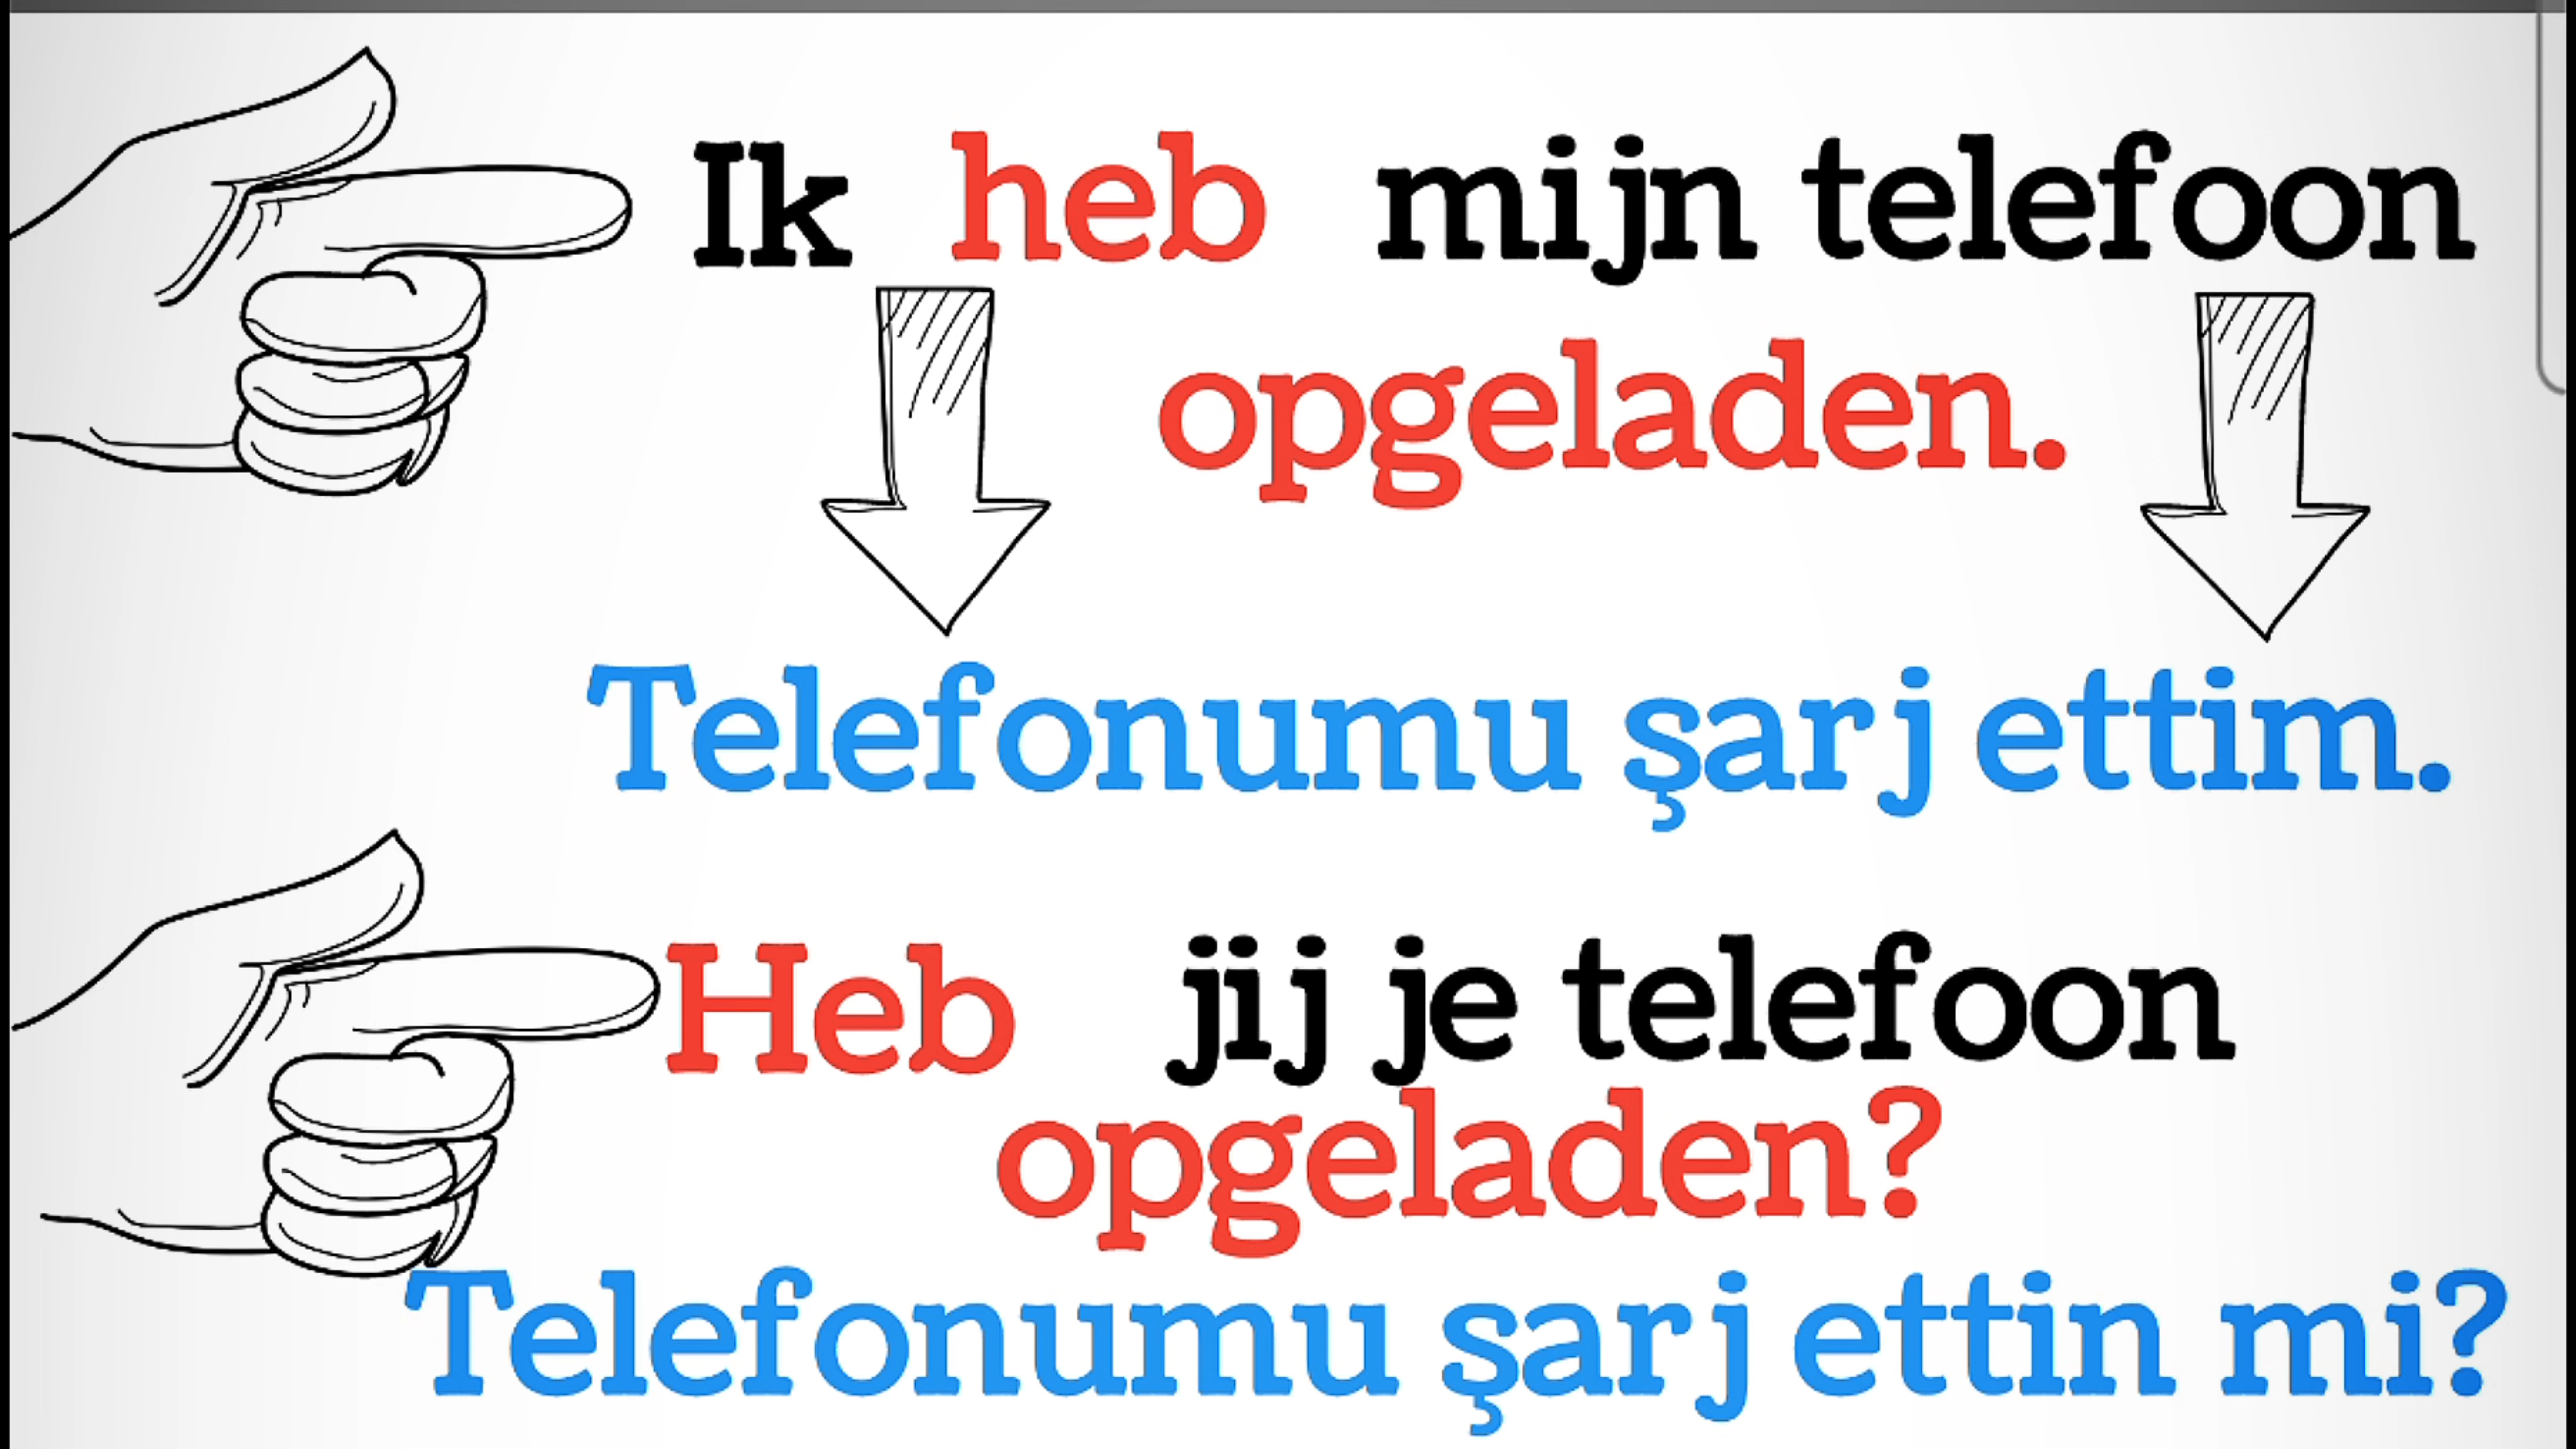 Ik heb mijn telefoon
opgeladen.
Telefonumu şarj ettim.
Heb jij je telefoon
opgeladen?
Telefonumu şarj ettin mi?